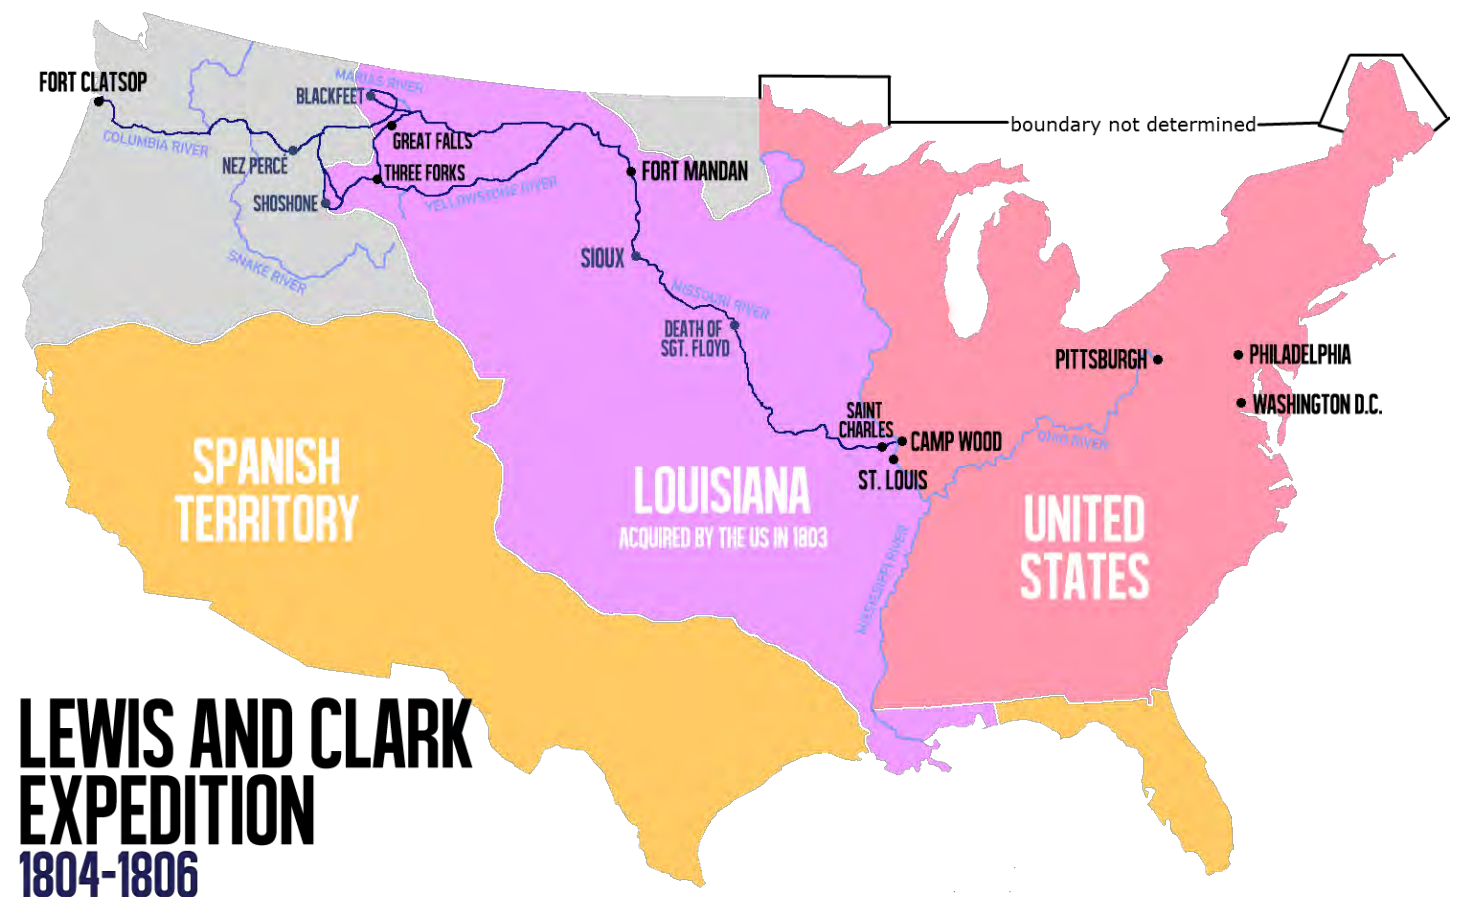 FORT CLATSOP
MARIAS RIVER
BLACKFEET
COLUMBIA RIVER
GREAT FALLS
NEZ PERCÉ
THREE FORKS
FORT MANDAN
SHOSHONE
YELLOWSTONE RIVER
SNAKE RIVER
SIOUX
MISSOURI RIVER
DEATH OF
SGT. FLOYD
boundary not determined
PITTSBURGH
PHILADELPHIA
WASHINGTON D.C.
SAINT
CHARLES
CAMP WOOD
ST. LOUIS
OHIO RIVER
MISSISSIPPI RIVER
SPANISH
TERRITORY
LOUISIANA
ACQUIRED BY THE US IN 1803
UNITED
STATES
LEWIS AND CLARK
EXPEDITION
1804-1806